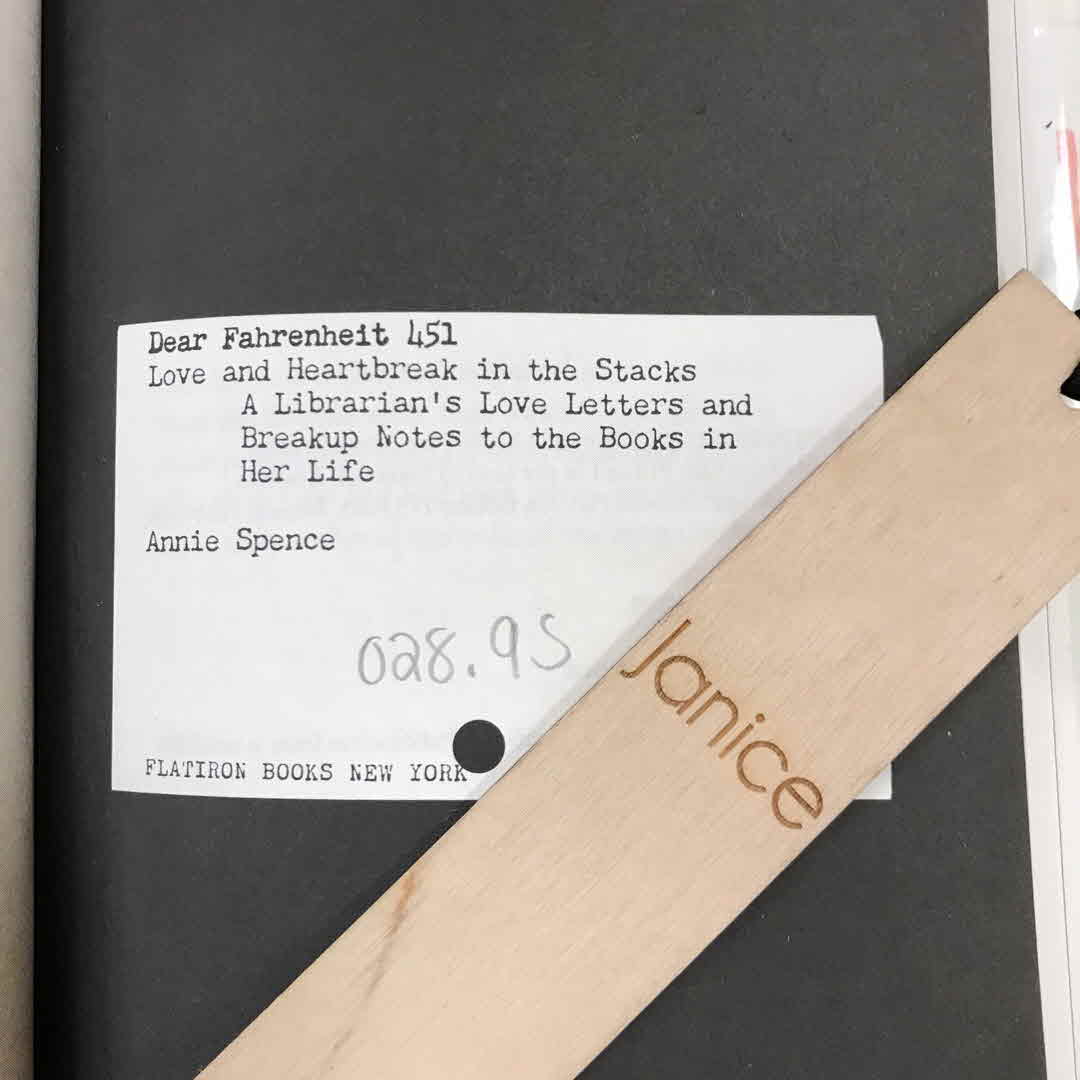 Dear Fahrenheit 451
Love and Heartbreak in the Stacks
A Librarian's Love Letters and
Breakup Notes to the Books in
Her Life
Annie Spence
028.9S
FLATIRON BOOKS NEW YORK
Janice